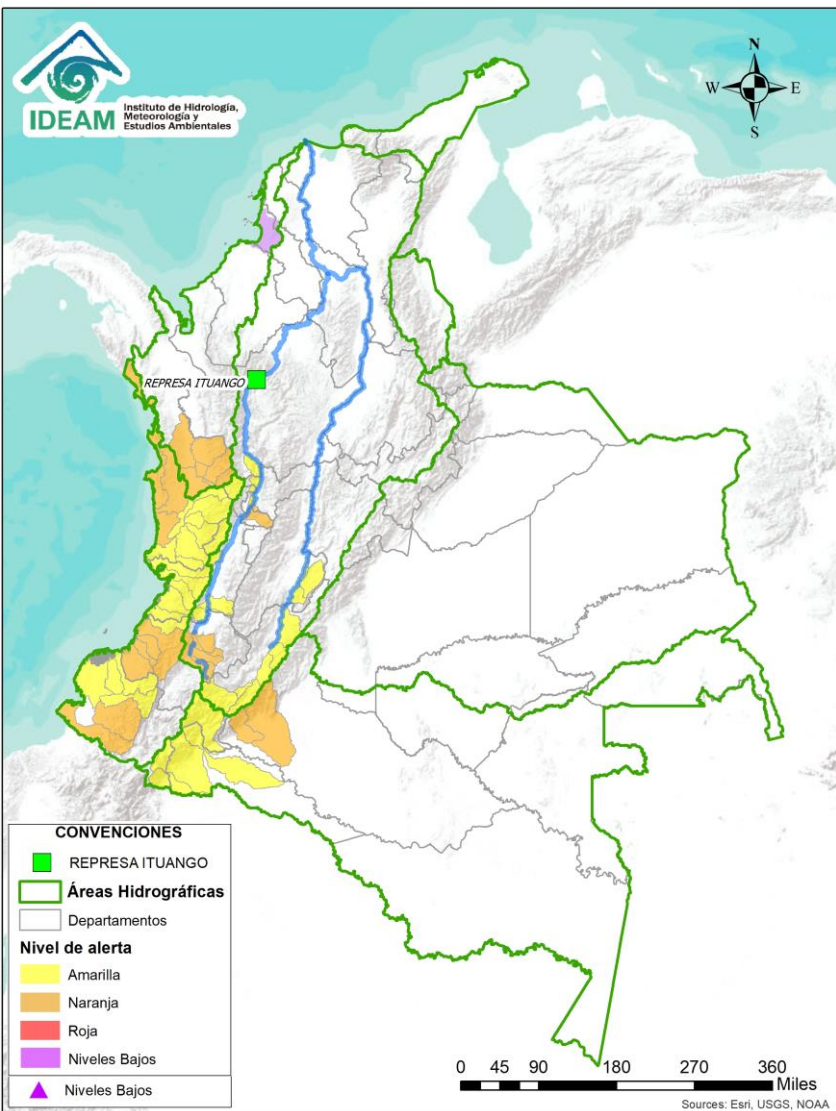 IDEAM
Instituto de Hidrología,
Meteorología y
Estudios Ambientales
N
W
E
S
REPRESA ITUANGO
CONVENCIONES
REPRESA ITUANGO
Áreas Hidrográficas
Departamentos
Nivel de alerta
Amarilla
Naranja
Roja
Niveles Bajos
Niveles Bajos
0 45 90 180 270 360
Miles
Sources: Esri, USGS, NOAA